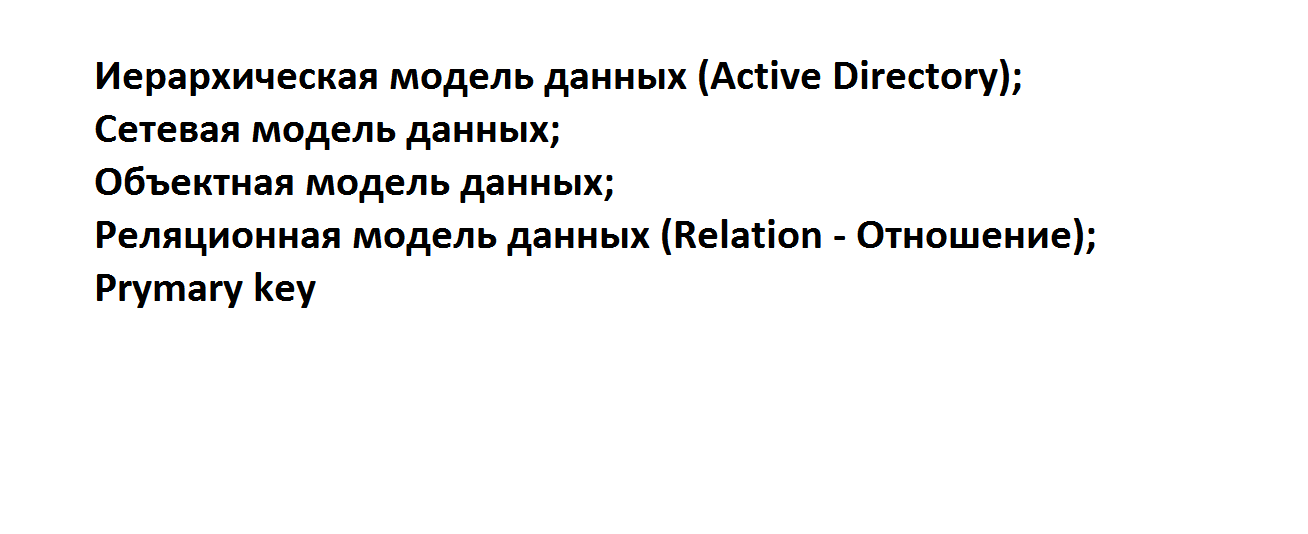 Иерархическая модель данных (Active Directory);
Сетевая модель данных;
Объектная модель данных;
Реляционная модель данных (Relation - Отношение);
Prymary key